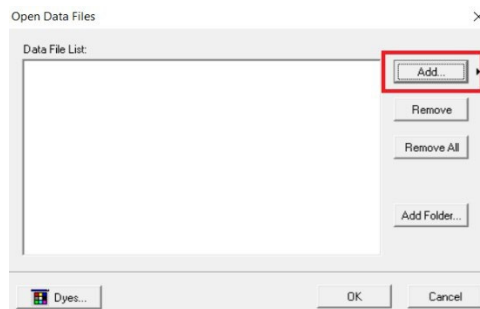 Open Data Files
Data File List:
Add...
Remove
Remove All
Add Folder...
Dyes...
OK
Cancel